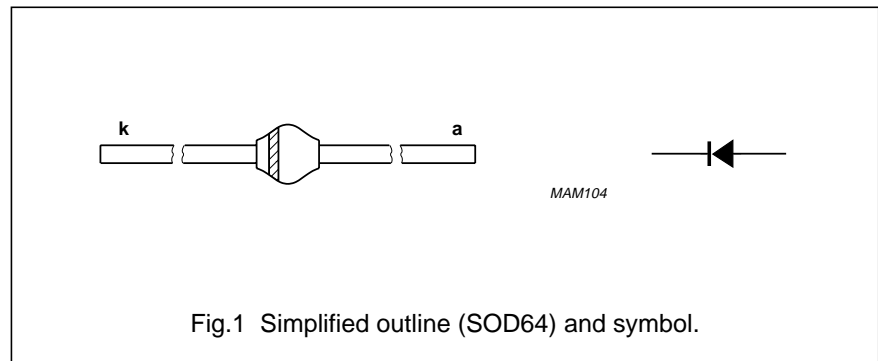 k
a
MAM104
Fig.1 Simplified outline (SOD64) and symbol.